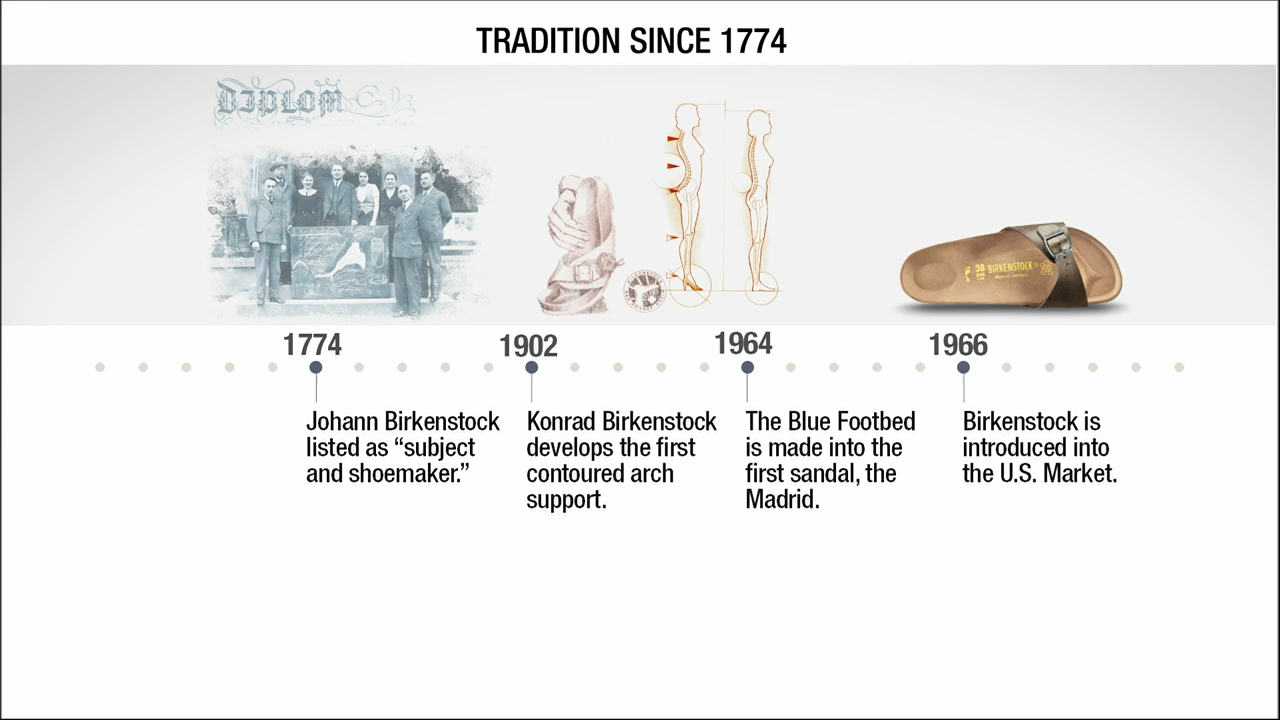 TRADITION SINCE 1774
Diplom
38
BIRKENSTOCK
1774
1902
1964
1966
Johann Birkenstock
listed as “subject
and shoemaker.”
Konrad Birkenstock
develops the first
contoured arch
support.
The Blue Footbed
is made into the
first sandal, the
Madrid.
Birkenstock is
introduced into
the U.S. Market.